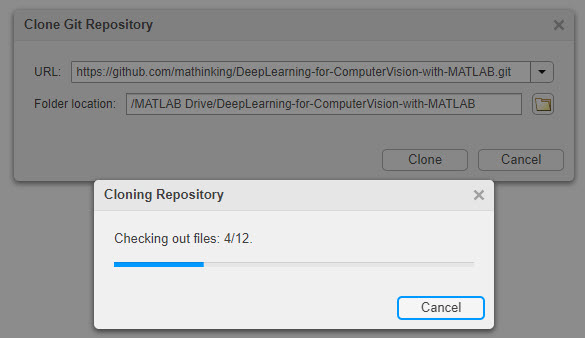 Clone Git Repository
URL: https://github.com/mathinking/DeepLearning-for-ComputerVision-with-MATLAB.git
Folder location: /MATLAB Drive/DeepLearning-for-ComputerVision-with-MATLAB
Clone Cancel
Cloning Repository
Checking out files: 4/12.
Cancel